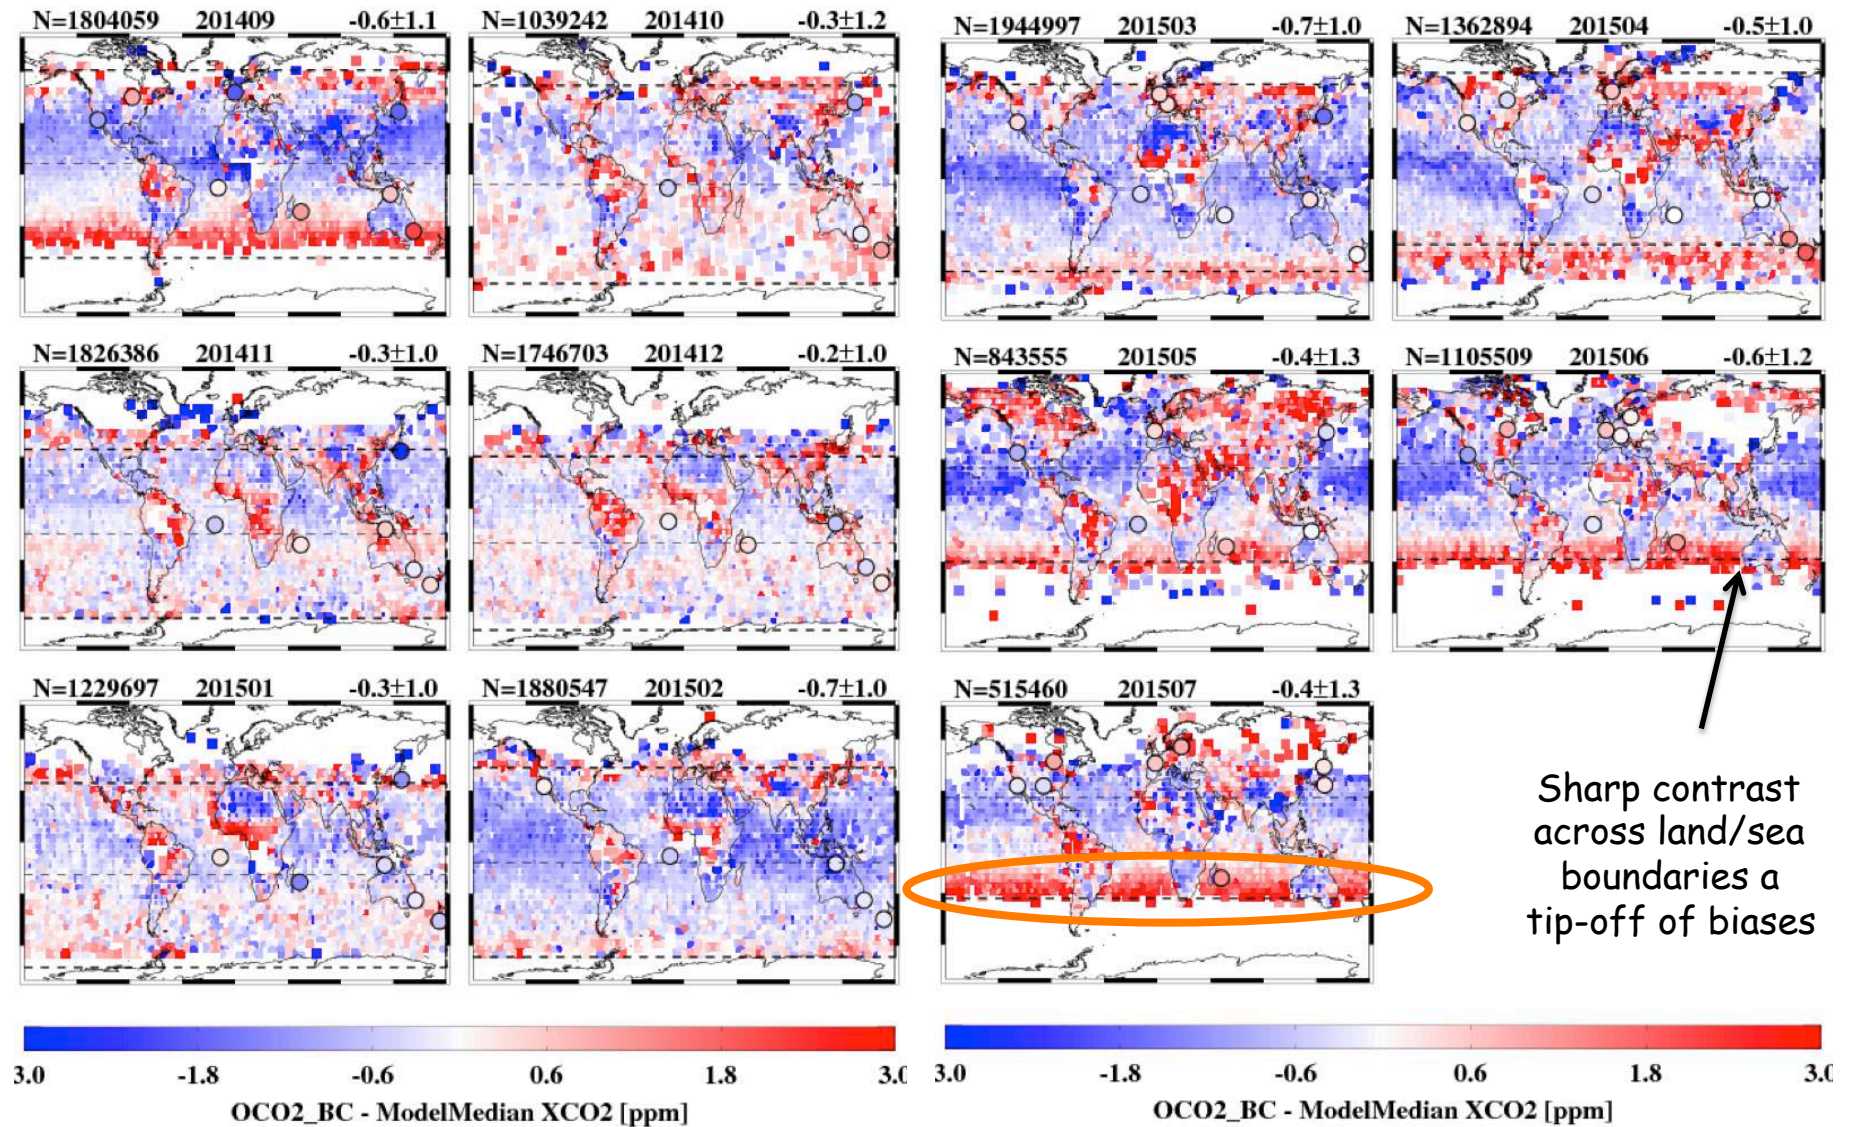 N=1804059 201409 -0.6±1.1
N=1039242 201410 -0.3±1.2
N=1944997 201503 -0.7±1.0
N=1362894 201504 -0.5±1.0
N=1826386 201411 -0.3±1.0
N=1746703 201412 -0.2±1.0
N=843555 201505 -0.4±1.3
N=1105509 201506 -0.6±1.2
N=1229697 201501 -0.3±1.0
N=1880547 201502 -0.7±1.0
N=515460 201507 -0.4±1.3
Sharp contrast
across land/sea
boundaries a
tip-off of biases
3.0 -1.8 -0.6 0.6 1.8 3.0
OCO2_BC - ModelMedian XCO2 [ppm]
3.0 -1.8 -0.6 0.6 1.8 3.0
OCO2_BC - ModelMedian XCO2 [ppm]